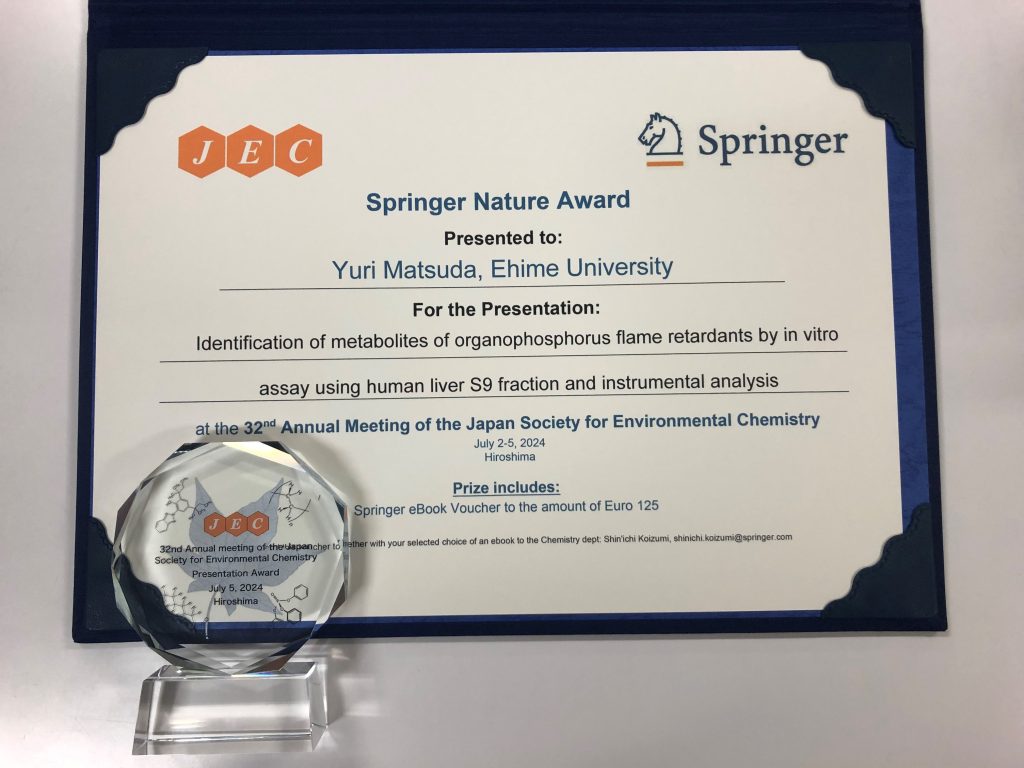 JEC
Springer
Springer Nature Award
Presented to:
Yuri Matsuda, Ehime University
For the Presentation:
Identification of metabolites of organophosphorus flame retardants by in vitro
assay using human liver S9 fraction and instrumental analysis
at the 32nd Annual Meeting of the Japan Society for Environmental Chemistry
July 2-5, 2024
Hiroshima
Prize includes:
Springer eBook Voucher to the amount of Euro 125
with your selected choice of an ebook to the Chemistry dept: Shin'ichi Koizumi, shinichi.koizumi@springer.com
JEC
32nd Annual meeting of the Japan
Society for Environmental Chemistry
Presentation Award
July 5, 2024
Hiroshima